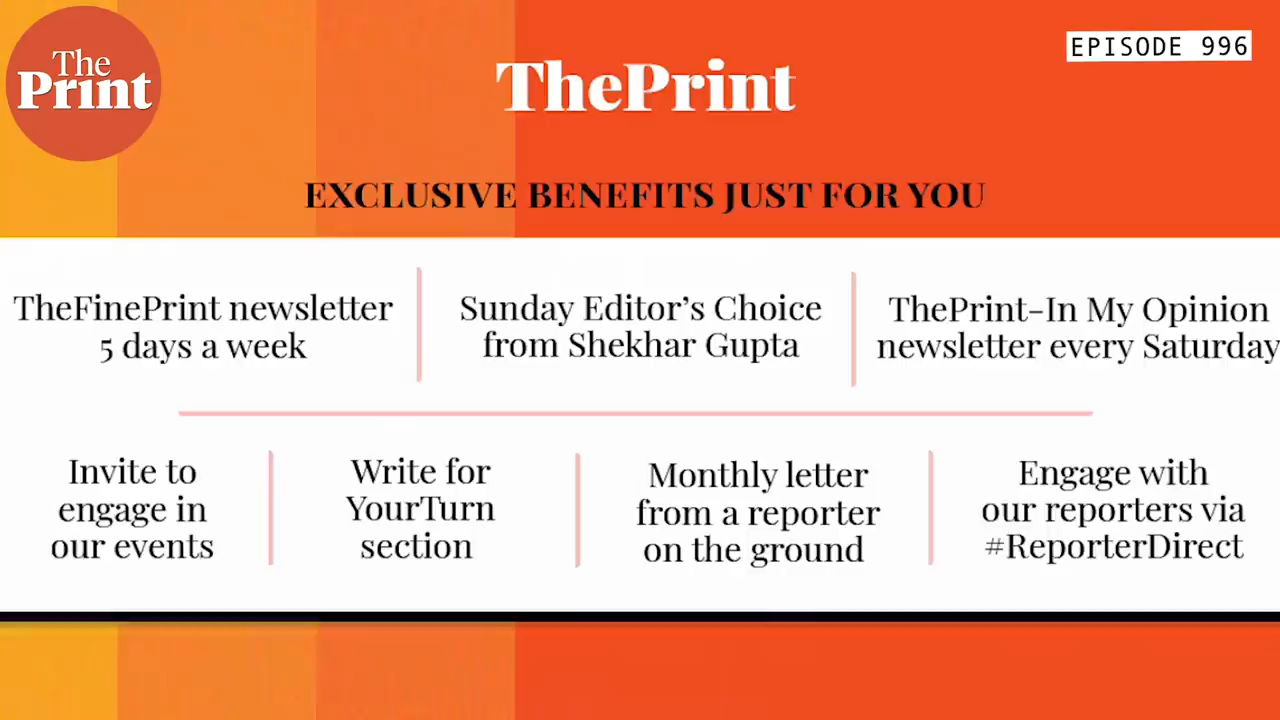 The
Print
ThePrint
EPISODE 996
EXCLUSIVE BENEFITS JUST FOR YOU
TheFinePrint newsletter
5 days a week
Sunday Editor's Choice
from Shekhar Gupta
ThePrint-In My Opinion
newsletter every Saturday
Invite to
engage in
our events
Write for
YourTurn
section
Monthly letter
from a reporter
on the ground
Engage with
our reporters via
#ReporterDirect